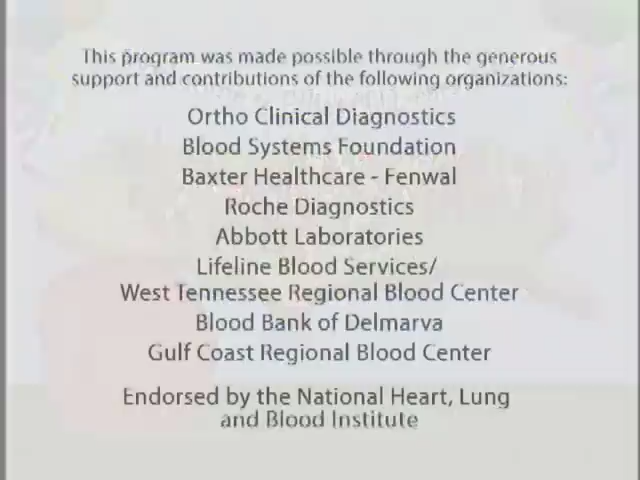 This program was made possible through the generous
support and contributions of the following organizations:
Ortho Clinical Diagnostics
Blood Systems Foundation
Baxter Healthcare - Fenwal
Roche Diagnostics
Abbott Laboratories
Lifeline Blood Services/
West Tennessee Regional Blood Center
Blood Bank of Delmarva
Gulf Coast Regional Blood Center
Endorsed by the National Heart, Lung
and Blood Institute